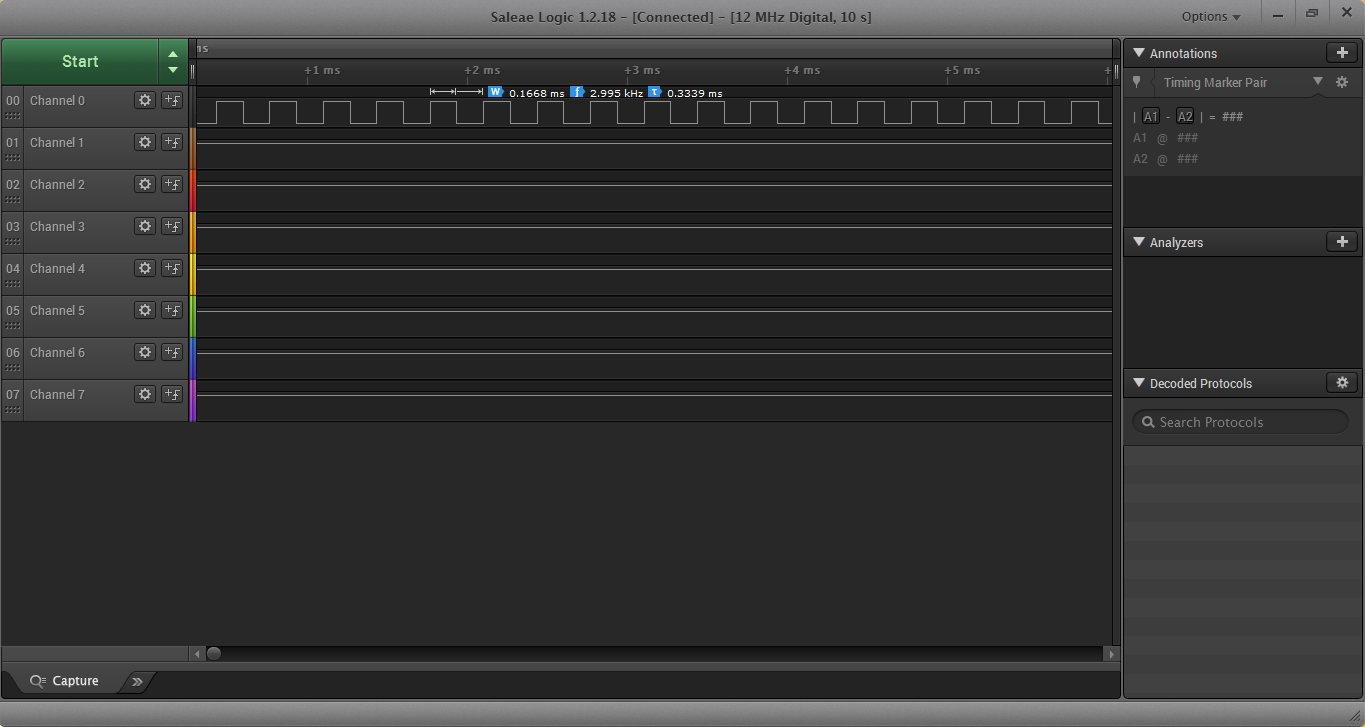 Saleae Logic 1.2.18 – [Connected] – [12 MHz Digital, 10 s]
Options
Start
ms
+1 ms +2 ms +3 ms +4 ms +5 ms +
W 0.1668 ms f 2.995 kHz τ 0.3339 ms
00 Channel 0
01 Channel 1
02 Channel 2
03 Channel 3
04 Channel 4
05 Channel 5
06 Channel 6
07 Channel 7
Capture
Annotations
Timing Marker Pair
| A1 - A2 | = ###
A1 @ ###
A2 @ ###
Analyzers
Decoded Protocols
Search Protocols